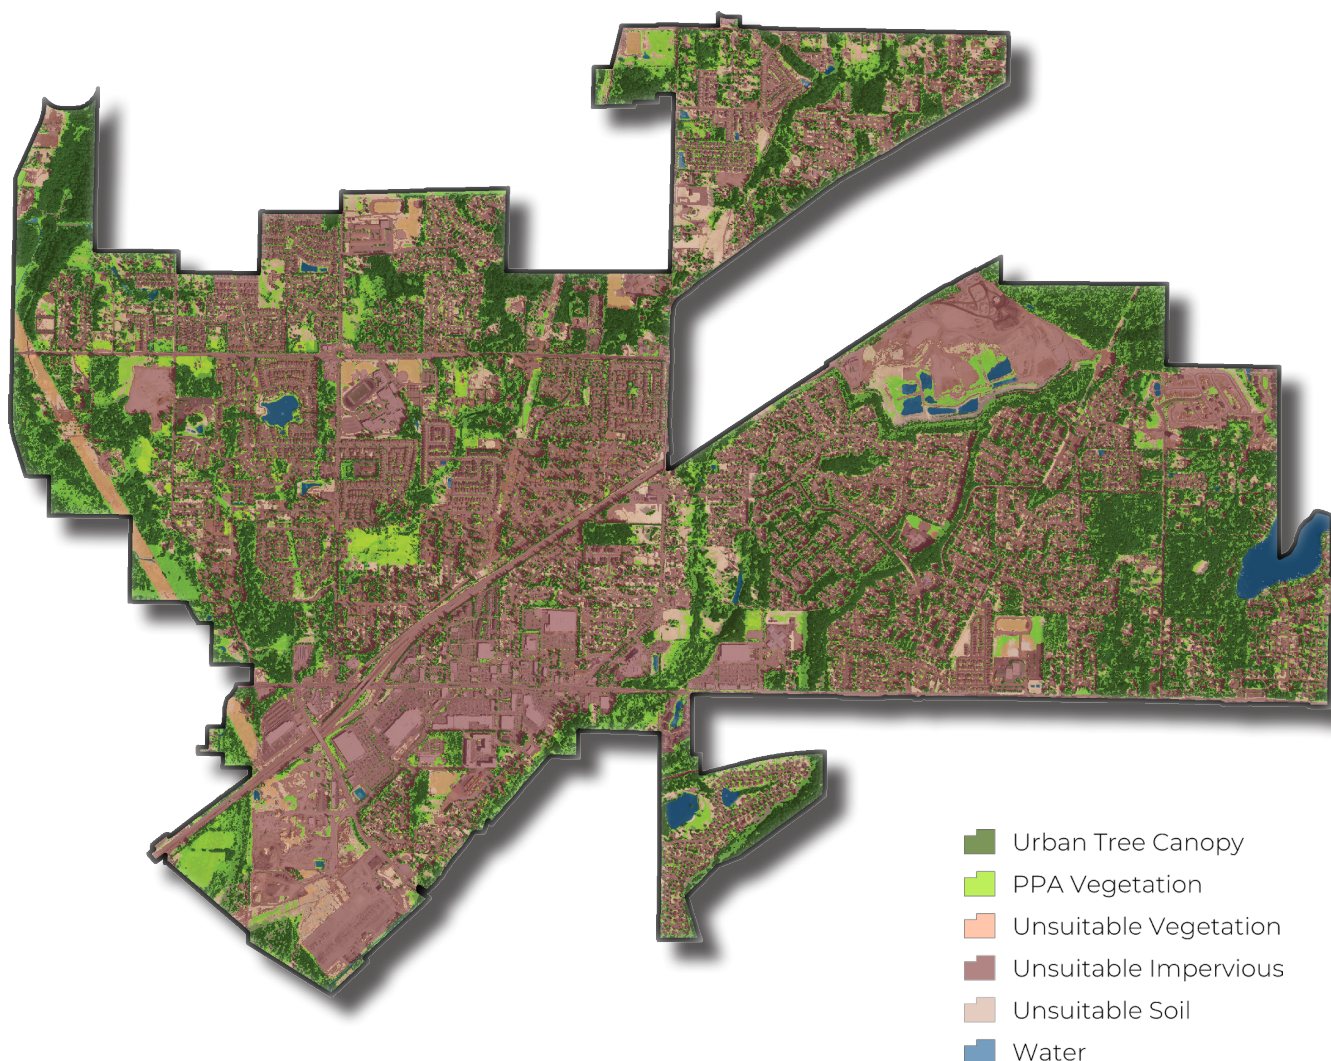 Urban Tree Canopy
PPA Vegetation
Unsuitable Vegetation
Unsuitable Impervious
Unsuitable Soil
Water